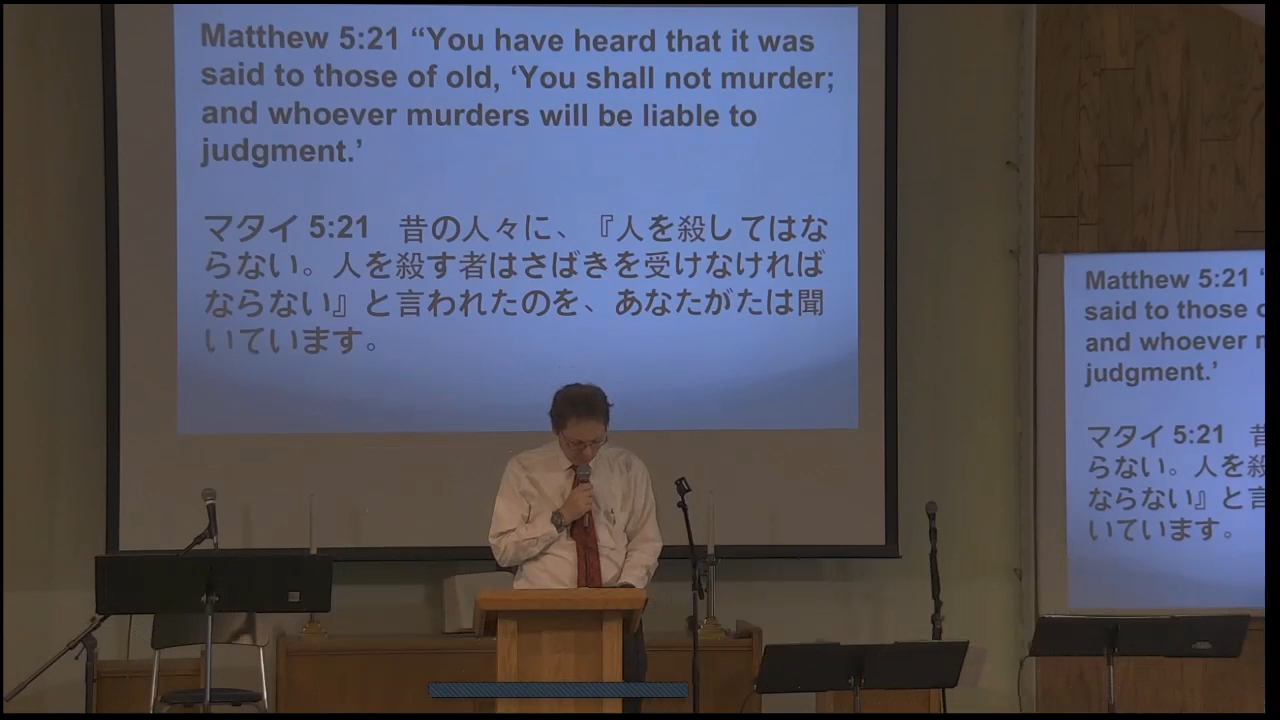 Matthew 5:21 “You have heard that it was
said to those of old, ‘You shall not murder;
and whoever murders will be liable to
judgment.’
マタイ 5:21 昔の人々に、『人を殺してはな
らない。人を殺す者はさばきを受けなければ
ならない』と言われたのを、あなたがたは聞
いています。
Matthew 5:21 “
said to those
and whoever
judgment.’
マタイ 5:21 昔
らない。人を殺
ならない』と言
いています。